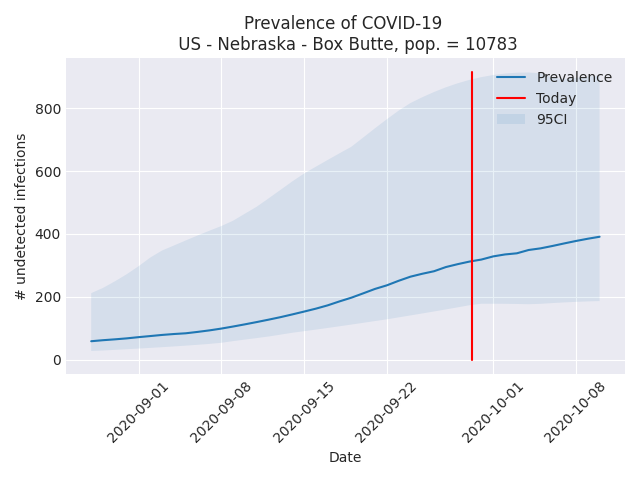 Prevalence of COVID-19
US - Nebraska - Box Butte, pop. = 10783
Prevalence
Today
95CI
# undetected infections
800
600
400
200
0
2020-09-01
2020-09-08
2020-09-15
2020-09-22
2020-10-01
2020-10-08
Date